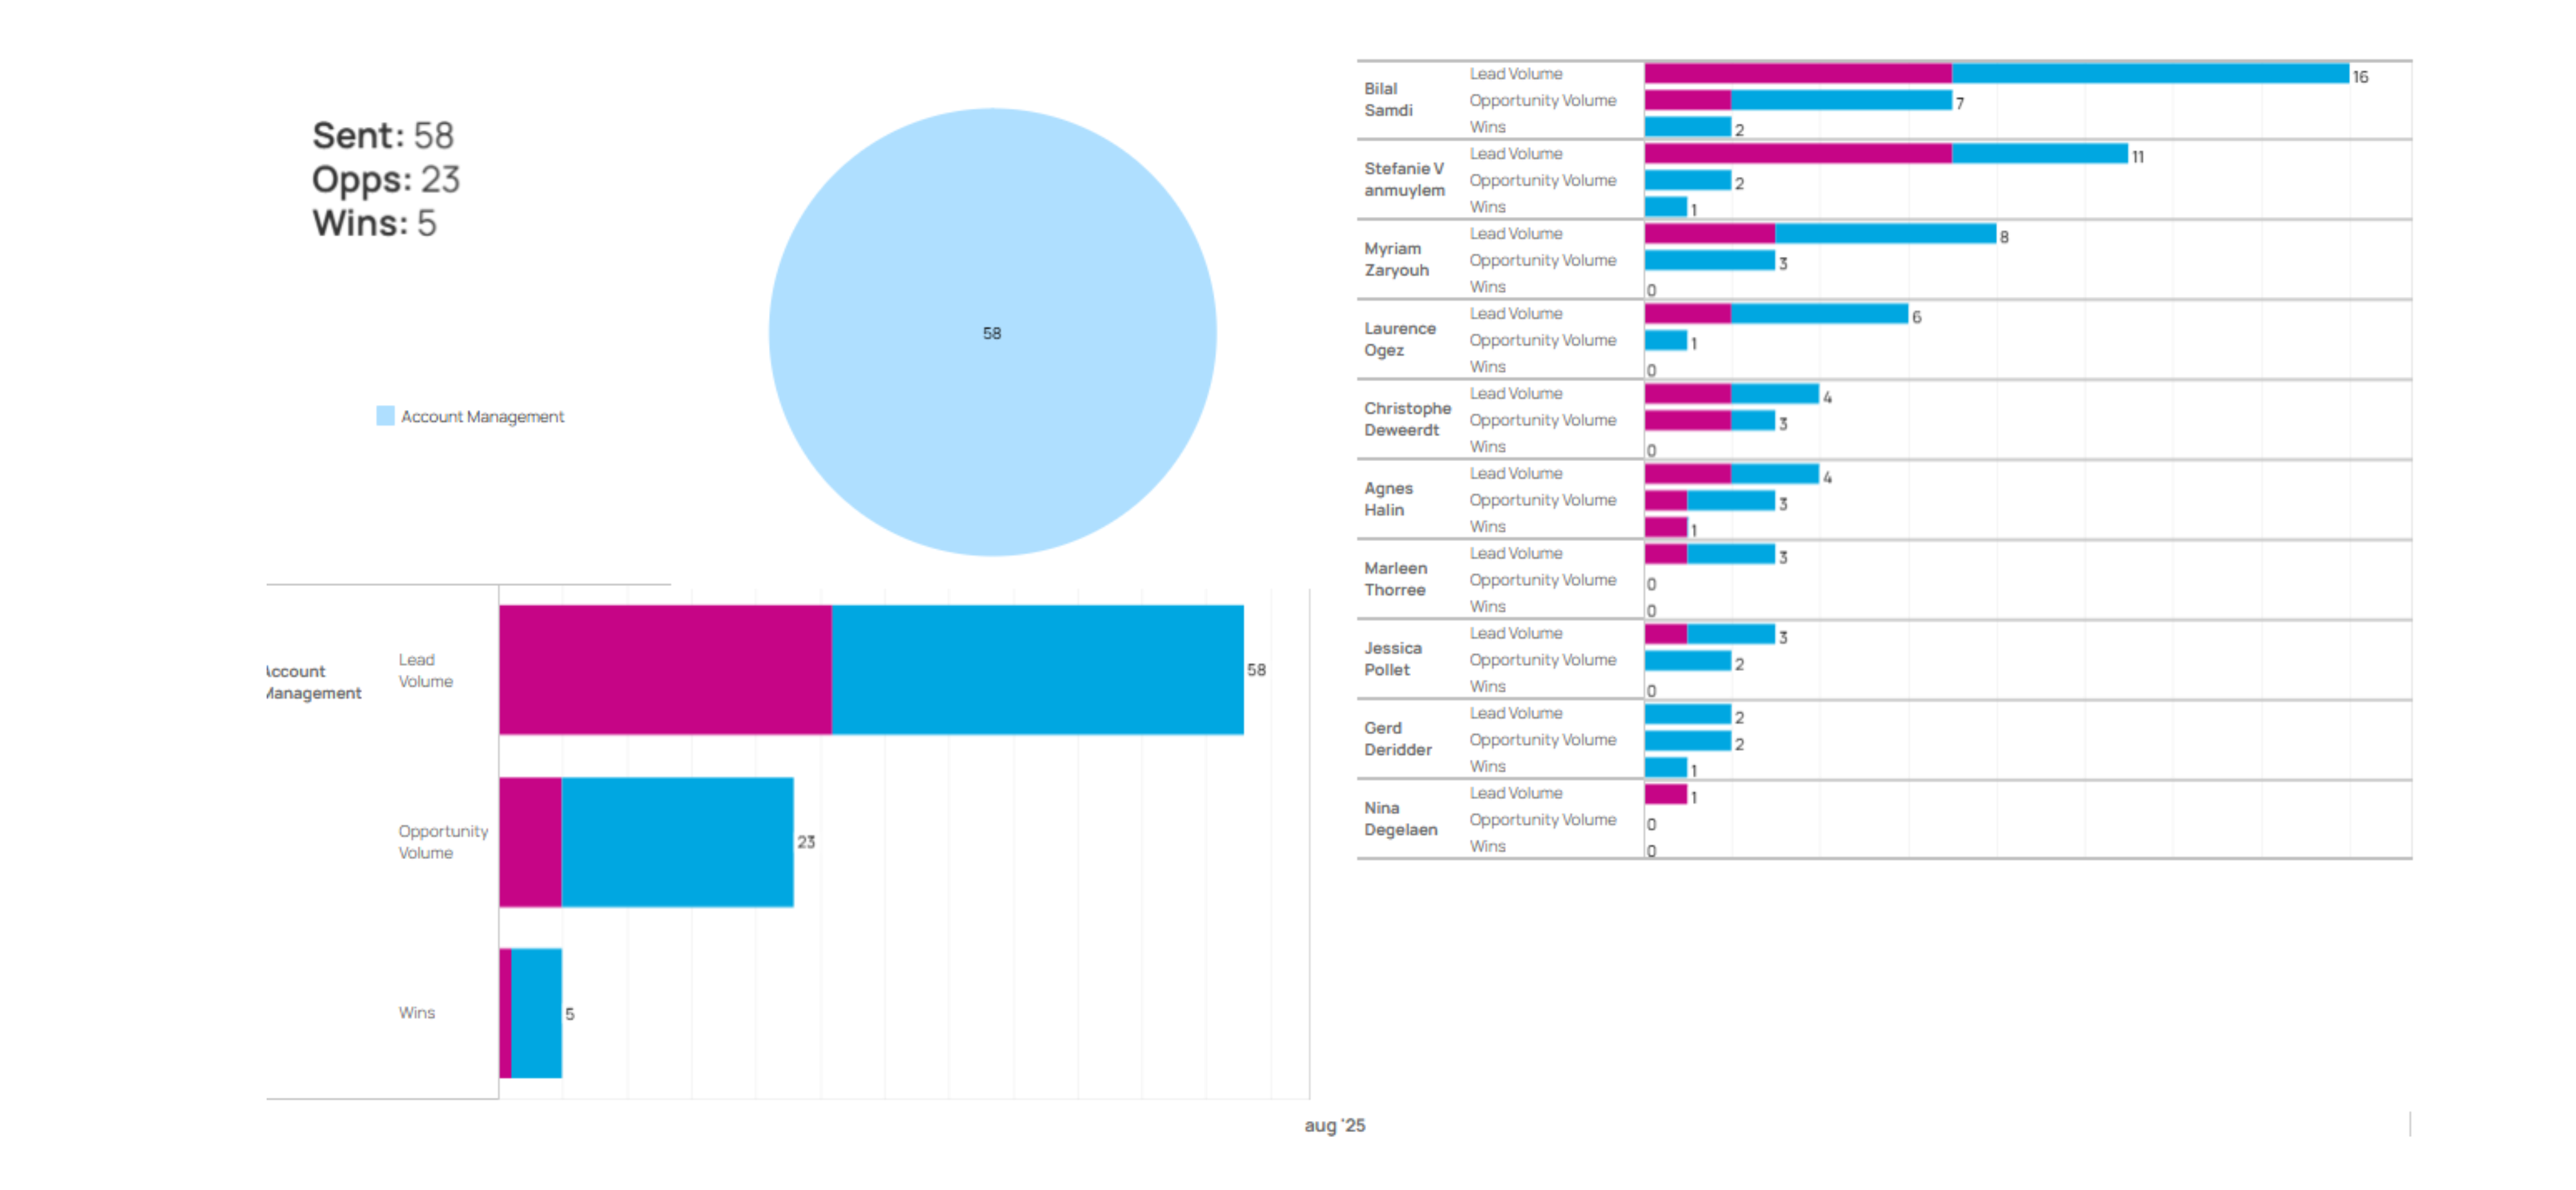 Sent: 58
Opps: 23
Wins: 5
58
Account Management
Account
Management
Lead
Volume
58
Opportunity
Volume
23
Wins
5
Bilal
Samdi
Lead Volume 16
Opportunity Volume 7
Wins 2
Stefanie V
anmuylem
Lead Volume 11
Opportunity Volume 2
Wins 1
Myriam
Zaryouh
Lead Volume 8
Opportunity Volume 3
Wins 0
Laurence
Ogez
Lead Volume 6
Opportunity Volume 1
Wins 0
Christophe
Deweerdt
Lead Volume 4
Opportunity Volume 3
Wins 0
Agnes
Halin
Lead Volume 4
Opportunity Volume 3
Wins 1
Marleen
Thorree
Lead Volume 3
Opportunity Volume 0
Wins 0
Jessica
Pollet
Lead Volume 3
Opportunity Volume 2
Wins 0
Gerd
Deridder
Lead Volume 2
Opportunity Volume 2
Wins 1
Nina
Degelaen
Lead Volume 1
Opportunity Volume 0
Wins 0
aug '25